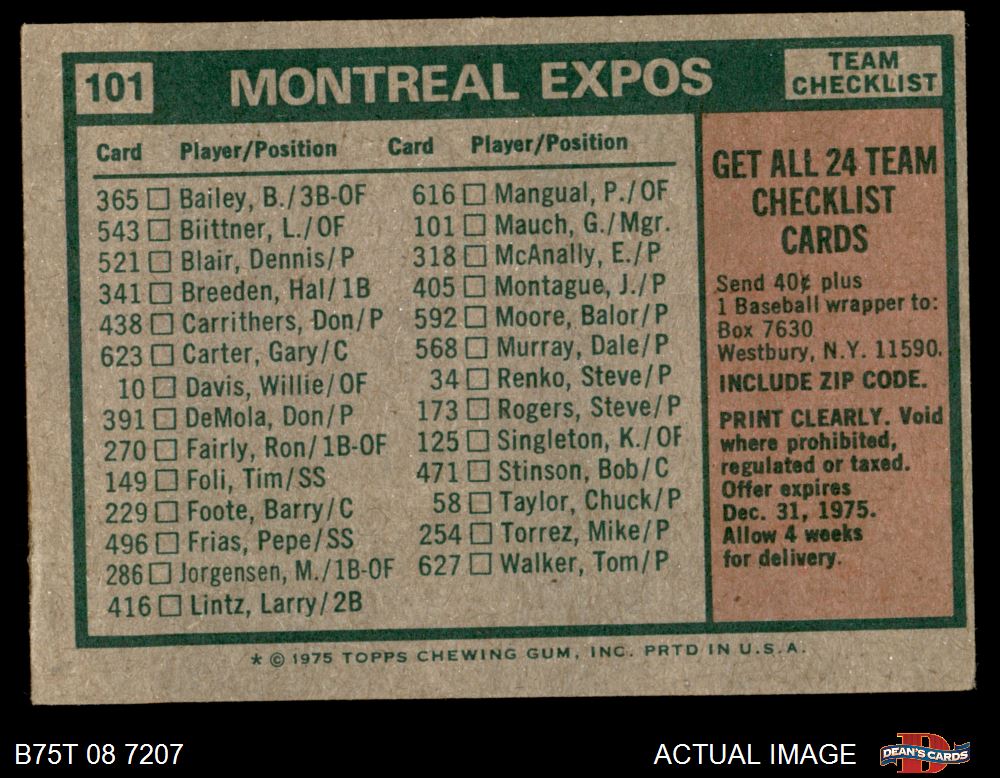 101
MONTREAL EXPOS
TEAM
CHECKLIST
Card Player/Position
365 □ Bailey, B./3B-OF
543 □ Biittner, L./OF
521 □ Blair, Dennis/P
341 □ Breeden, Hal/1B
438 □ Carrithers, Don/P
623 □ Carter, Gary/C
10 □ Davis, Willie/OF
391 □ DeMola, Don/P
270 □ Fairly, Ron/1B-OF
149 □ Foli, Tim/SS
229 □ Foote, Barry/C
496 □ Frias, Pepe/SS
286 □ Jorgensen, M./1B-OF
416 □ Lintz, Larry/2B
Card Player/Position
616 □ Mangual, P./OF
101 □ Mauch, G./Mgr.
318 □ McAnally, E./P
405 □ Montague, J./P
592 □ Moore, Balor/P
568 □ Murray, Dale/P
34 □ Renko, Steve/P
173 □ Rogers, Steve/P
125 □ Singleton, K./OF
471 □ Stinson, Bob/C
58 □ Taylor, Chuck/P
254 □ Torrez, Mike/P
627 □ Walker, Tom/P
GET ALL 24 TEAM
CHECKLIST
CARDS
Send 40¢ plus
1 Baseball wrapper to:
Box 7630
Westbury, N.Y. 11590.
INCLUDE ZIP CODE.
PRINT CLEARLY. Void
where prohibited,
regulated or taxed.
Offer expires
Dec. 31, 1975.
Allow 4 weeks
for delivery.
* © 1975 TOPPS CHEWING GUM, INC. PRTD IN U.S.A.
B75T 08 7207
ACTUAL IMAGE
DEAN'S CARDS